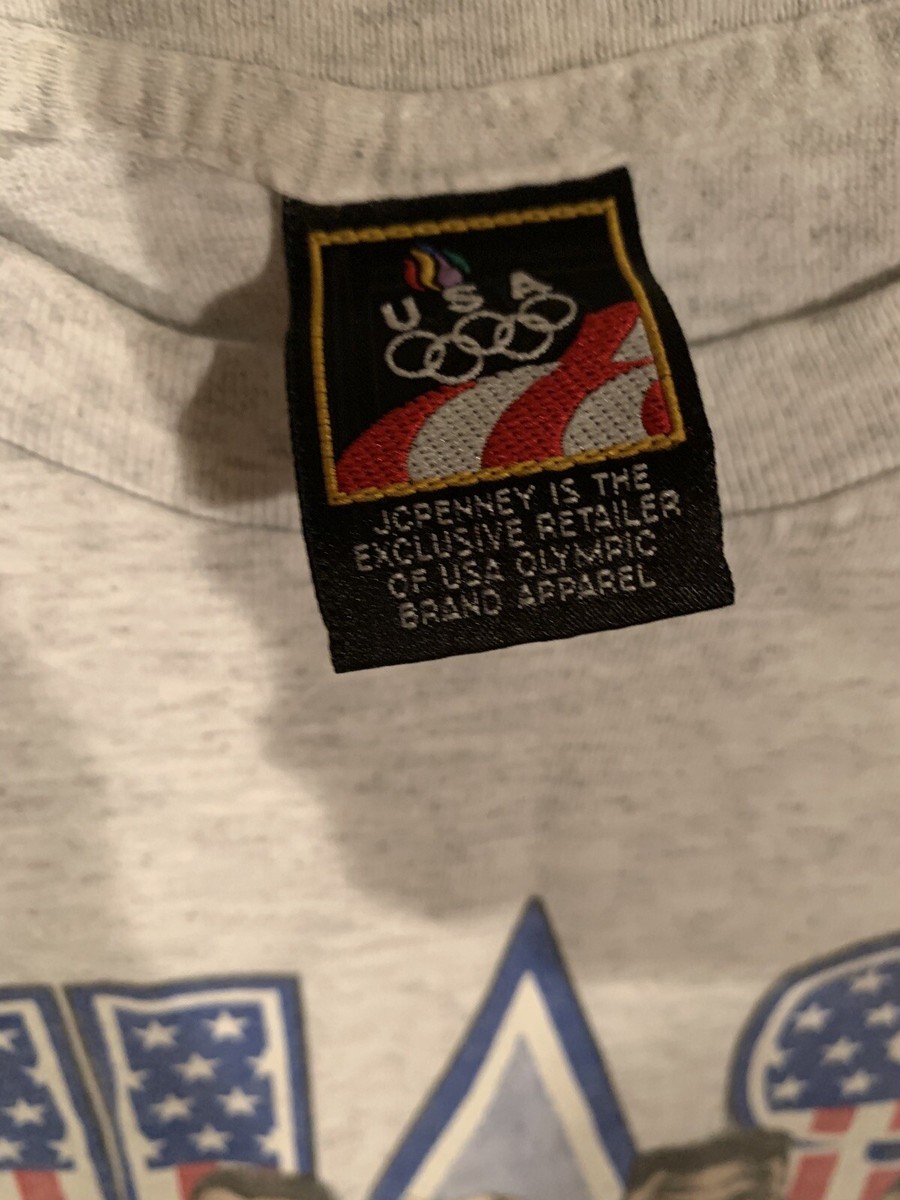 USA
JCPENNEY IS THE
EXCLUSIVE RETAILER
OF USA OLYMPIC
BRAND APPAREL